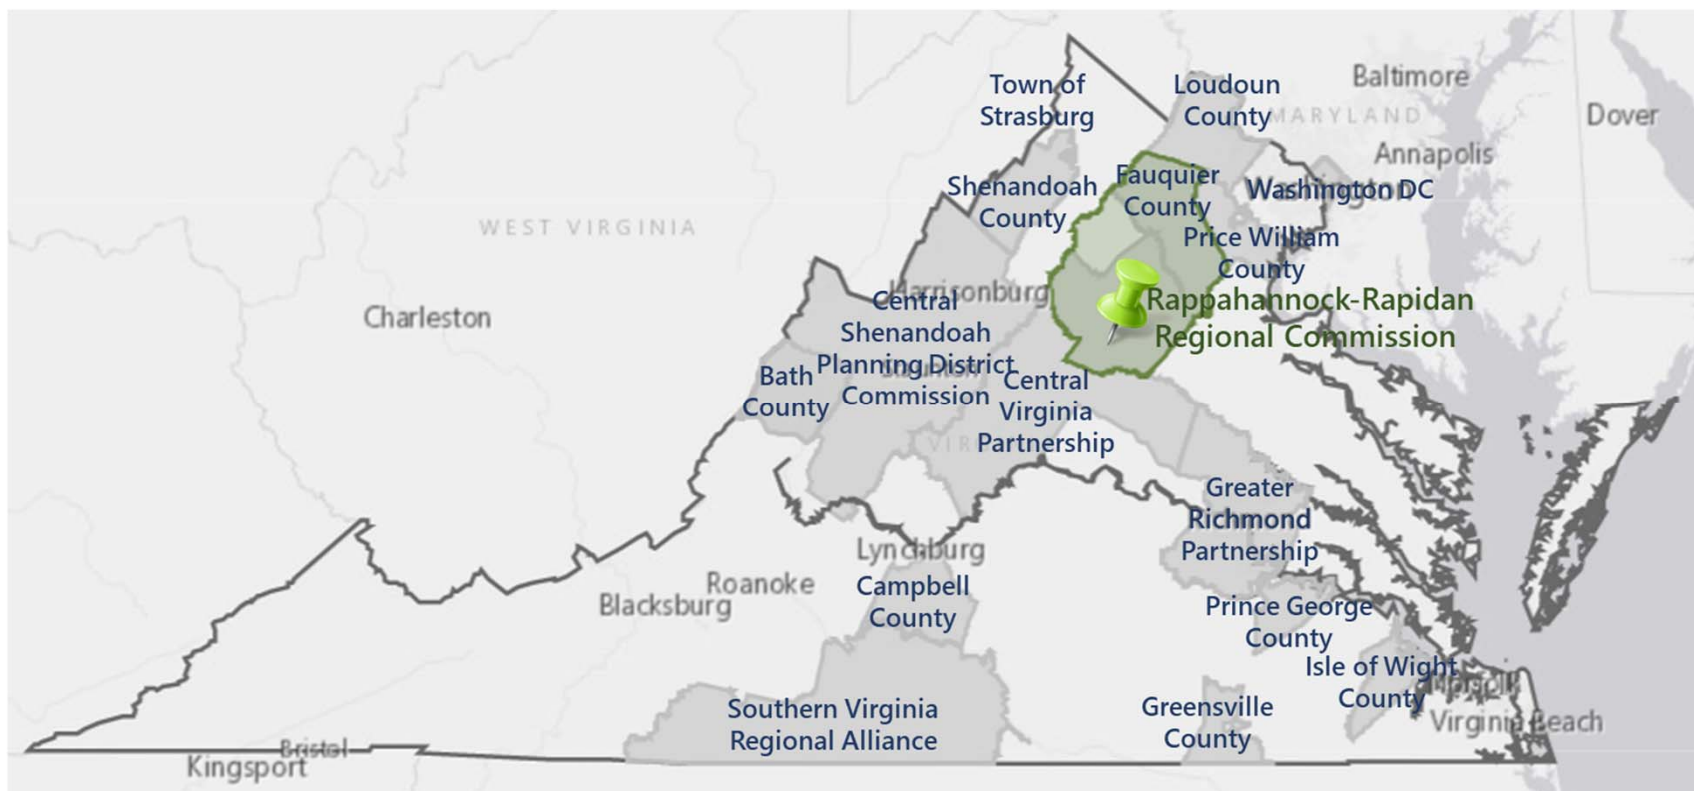 Town of
Strasburg
Loudoun
County
Baltimore
MARYLAND
Dover
Annapolis
Shenandoah
County
Fauquier
County
Washington DC
WEST VIRGINIA
Price William
County
Harrisonburg
Rappahannock-Rapidan
Regional Commission
Charleston
Central
Shenandoah
Planning District
Commission
Staunton
Bath
County
Central
Virginia
Partnership
Greater
Richmond
Partnership
Lynchburg
Roanoke
Blacksburg
Campbell
County
Prince George
County
Isle of Wight
County
Norfolk
Virginia Beach
Southern Virginia
Regional Alliance
Greensville
County
Bristol
Kingsport